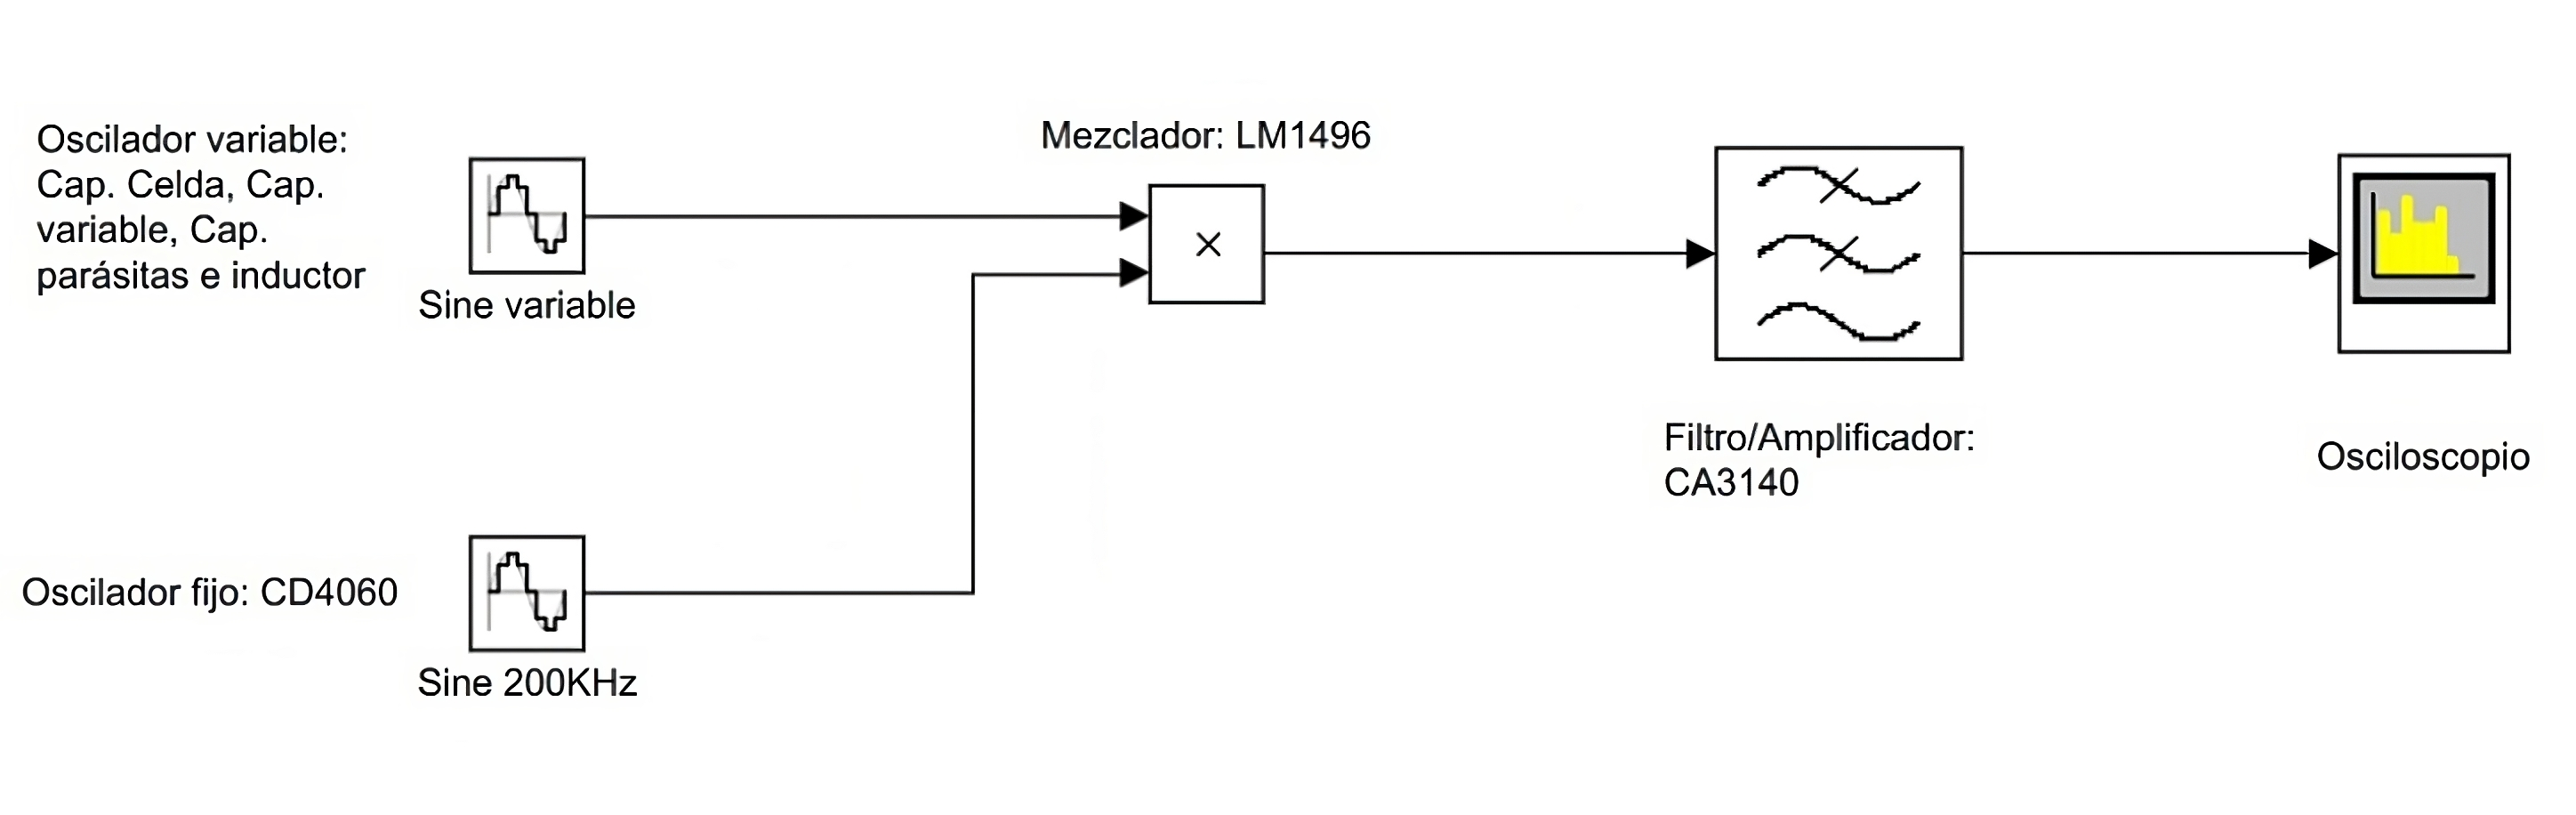 Oscilador variable:
Cap. Celda, Cap.
variable, Cap.
parásitas e inductor
Sine variable
Mezclador: LM1496
×
Filtro/Amplificador:
CA3140
Osciloscopio
Oscilador fijo: CD4060
Sine 200KHz